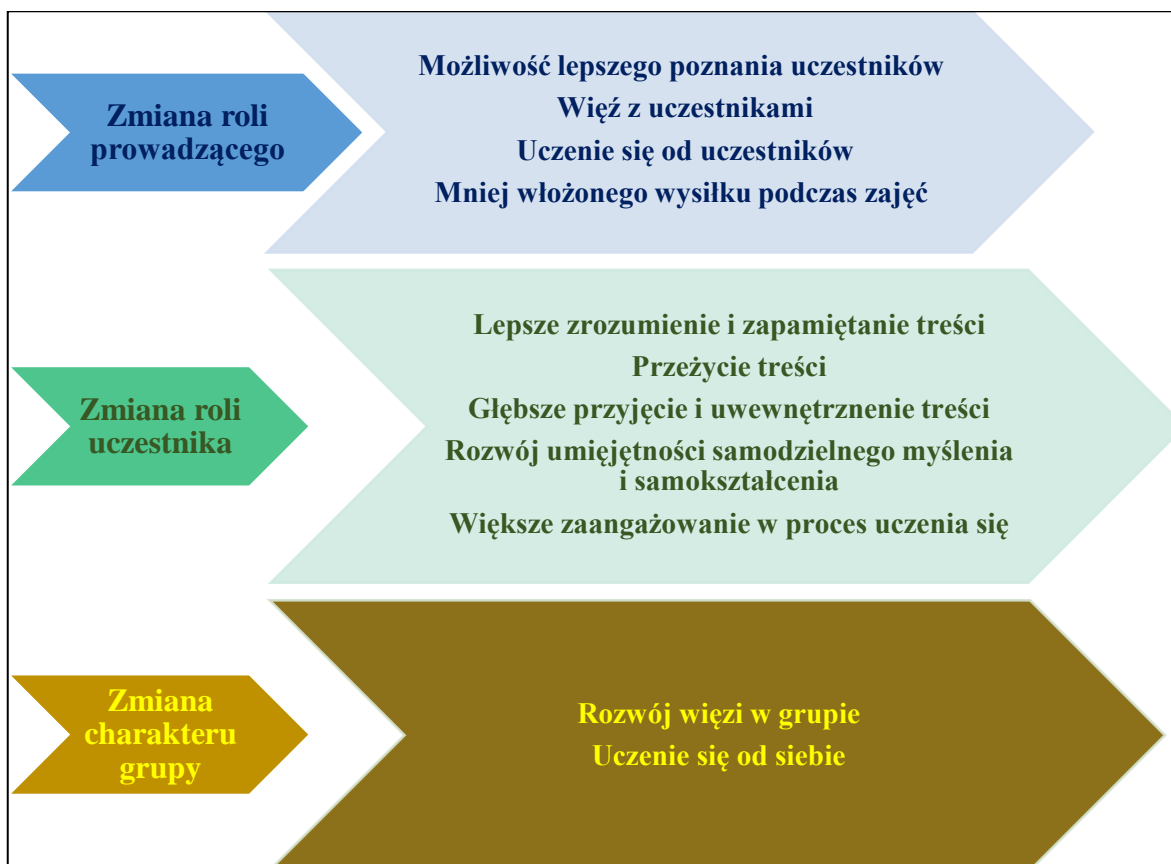 Zmiana roli
prowadzącego
Możliwość lepszego poznania uczestników
Więź z uczestnikami
Uczenie się od uczestników
Mniej włożonego wysiłku podczas zajęć
Zmiana roli
uczestnika
Lepsze zrozumienie i zapamiętanie treści
Przeżycie treści
Głębsze przyjęcie i uwewnętrznenie treści
Rozwój umięjętności samodzielnego myślenia
i samokształcenia
Większe zaangażowanie w proces uczenia się
Zmiana
charakteru
grupy
Rozwój więzi w grupie
Uczenie się od siebie